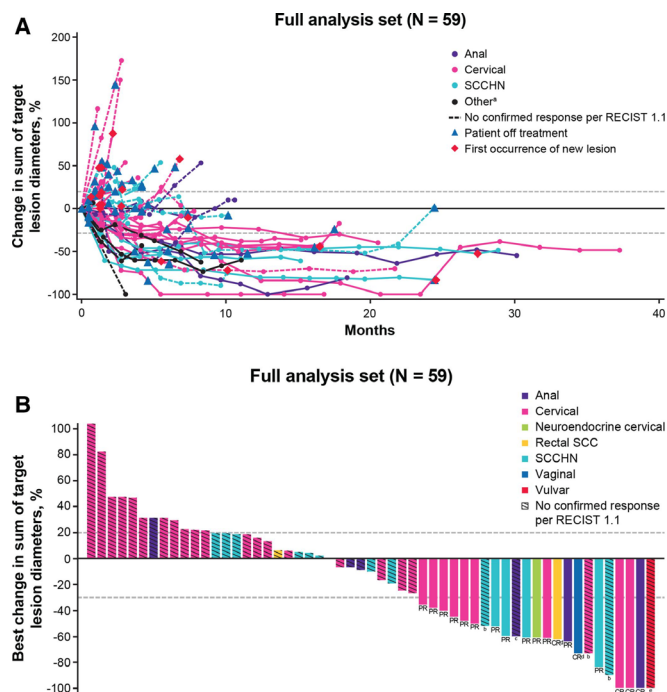 A
Full analysis set (N = 59)
Change in sum of target
lesion diameters, %
200
150
100
50
0
-50
-100
0
10
20
30
40
Months
Anal
Cervical
SCCHN
Otherᵃ
No confirmed response per RECIST 1.1
Patient off treatment
First occurrence of new lesion
B
Full analysis set (N = 59)
Best change in sum of target
lesion diameters, %
100
80
60
40
20
0
-20
-40
-60
-80
-100
Anal
Cervical
Neuroendocrine cervical
Rectal SCC
SCCHN
Vaginal
Vulvar
No confirmed response
per RECIST 1.1
PR PR PR PR PR PR b PR PR c PR PR PR CRᵈ PR CRᵈ b PR b CR CR CR